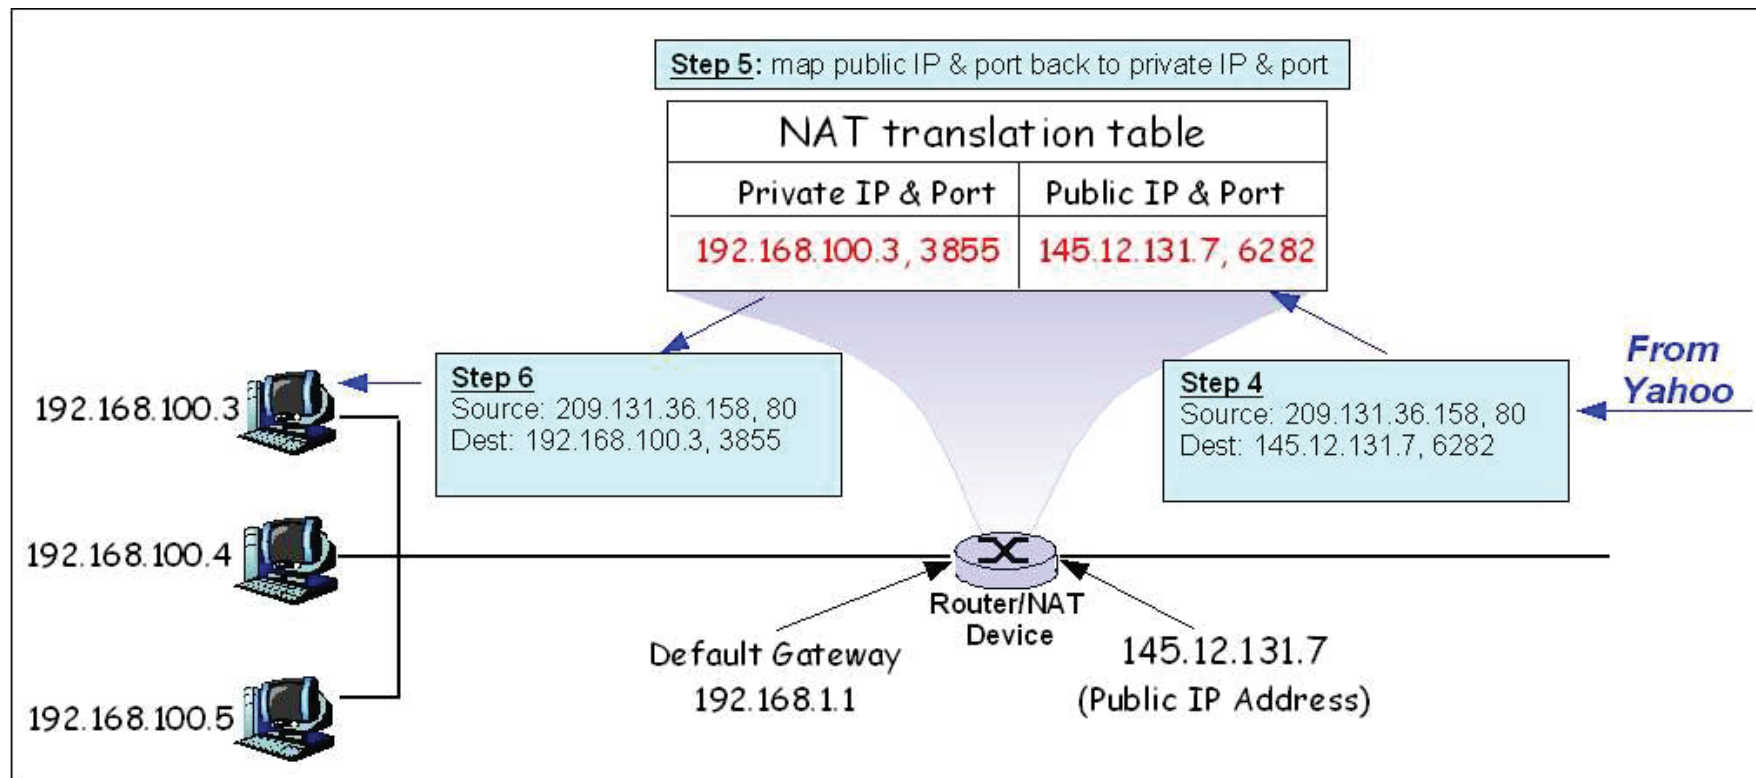 Step 5: map public IP & port back to private IP & port
NAT translation table
Private IP & Port
Public IP & Port
192.168.100.3, 3855
145.12.131.7, 6282
From
Yahoo
Step 6
Source: 209.131.36.158, 80
Dest: 192.168.100.3, 3855
Step 4
Source: 209.131.36.158, 80
Dest: 145.12.131.7, 6282
192.168.100.3
192.168.100.4
192.168.100.5
Router/NAT
Device
Default Gateway
192.168.1.1
145.12.131.7
(Public IP Address)